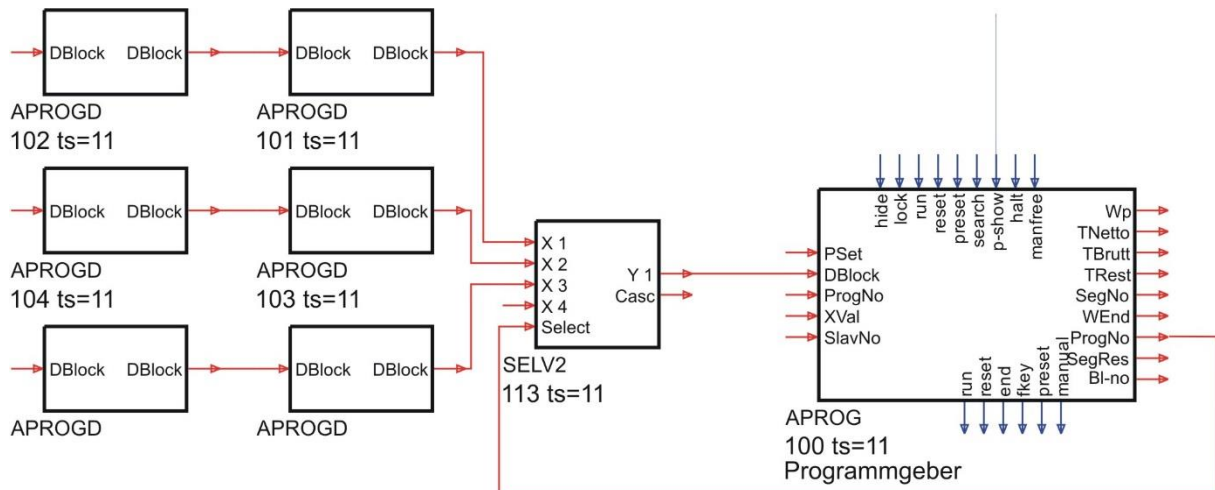 DBlock DBlock
APROGD
102 ts=11
DBlock DBlock
APROGD
101 ts=11
DBlock DBlock
APROGD
104 ts=11
DBlock DBlock
APROGD
103 ts=11
DBlock DBlock
APROGD
DBlock DBlock
APROGD
X 1
X 2
X 3
X 4
Select
Y 1
Casc
SELV2
113 ts=11
hide
lock
run
reset
preset
search
p-show
halt
manfree
PSet
DBlock
ProgNo
XVal
SlavNo
Wp
TNetto
TBrutt
TRest
SegNo
WEnd
ProgNo
SegRes
Bl-no
run
reset
end
fkey
preset
manual
APROG
100 ts=11
Programmgeber